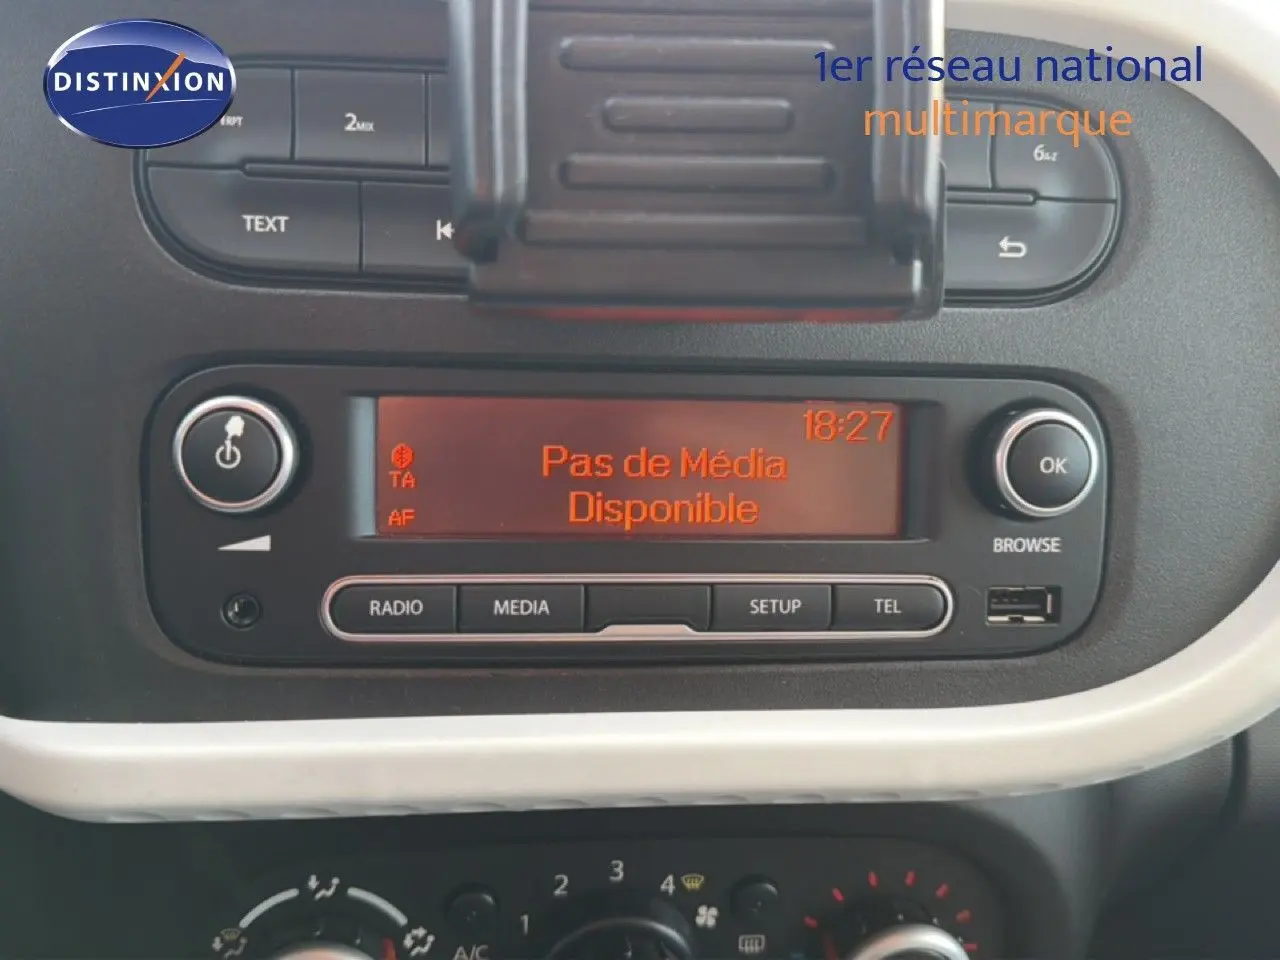 DISTINXION
1er réseau national
multimarque
2MIX
6A-Z
TEXT
18:27
Pas de Média
TA
Disponible
AF
OK
BROWSE
RADIO
MEDIA
SETUP
TEL
1
2
3
4
A/C